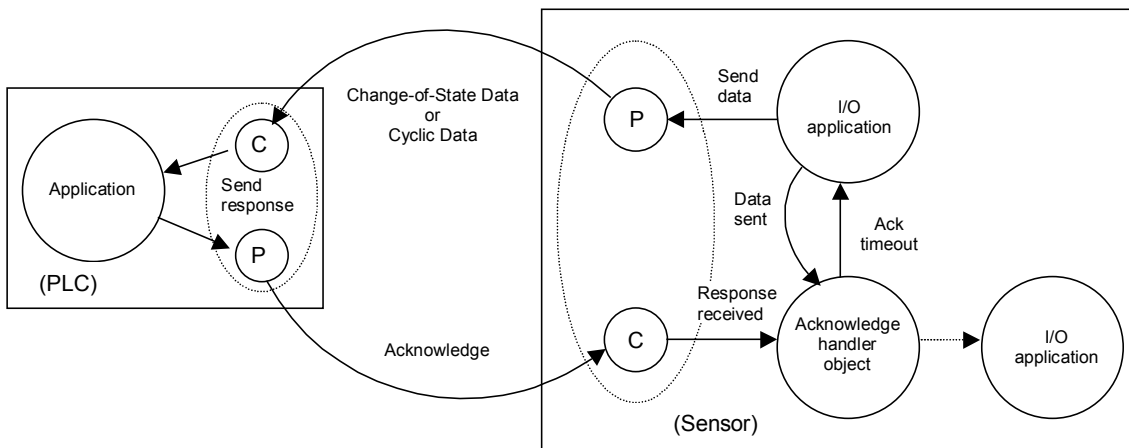 Change-of-State Data
or
Cyclic Data
C
Application
Send
response
P
(PLC)
Acknowledge
P
Send
data
I/O
application
Data
sent
Ack
timeout
C
Response
received
Acknowledge
handler
object
I/O
application
(Sensor)